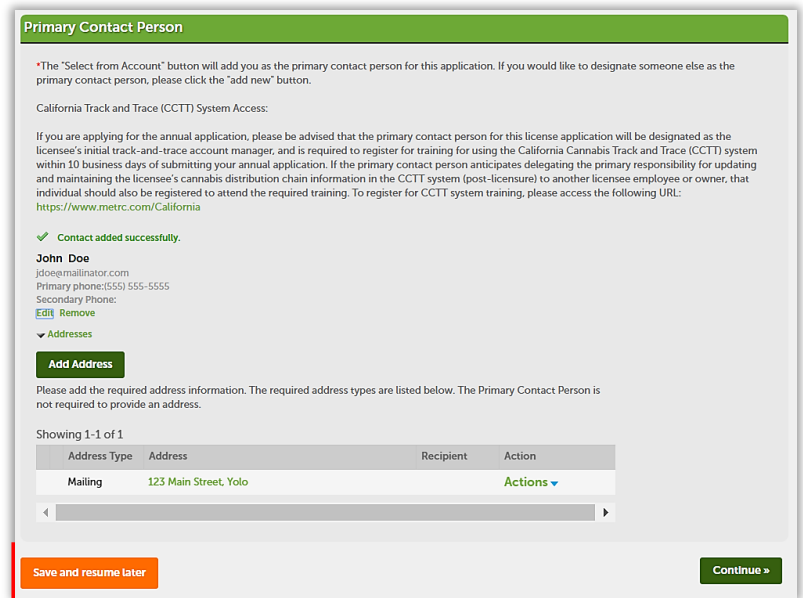 Primary Contact Person
*The "Select from Account" button will add you as the primary contact person for this application. If you would like to designate someone else as the
primary contact person, please click the "add new" button.
California Track and Trace (CCTT) System Access:
If you are applying for the annual application, please be advised that the primary contact person for this license application will be designated as the
licensee's initial track-and-trace account manager, and is required to register for training for using the California Cannabis Track and Trace (CCTT) system
within 10 business days of submitting your annual application. If the primary contact person anticipates delegating the primary responsibility for updating
and maintaining the licensee's cannabis distribution chain information in the CCTT system (post-licensure) to another licensee employee or owner, that
individual should also be registered to attend the required training. To register for CCTT system training, please access the following URL:
https://www.metrc.com/California
Contact added successfully.
John Doe
jdoe@mailinator.com
Primary phone:(555) 555-5555
Secondary Phone:
Edit Remove
Addresses
Add Address
Please add the required address information. The required address types are listed below. The Primary Contact Person is
not required to provide an address.
Showing 1-1 of 1
Address Type Address Recipient Action
Mailing 123 Main Street, Yolo Actions
Save and resume later Continue »